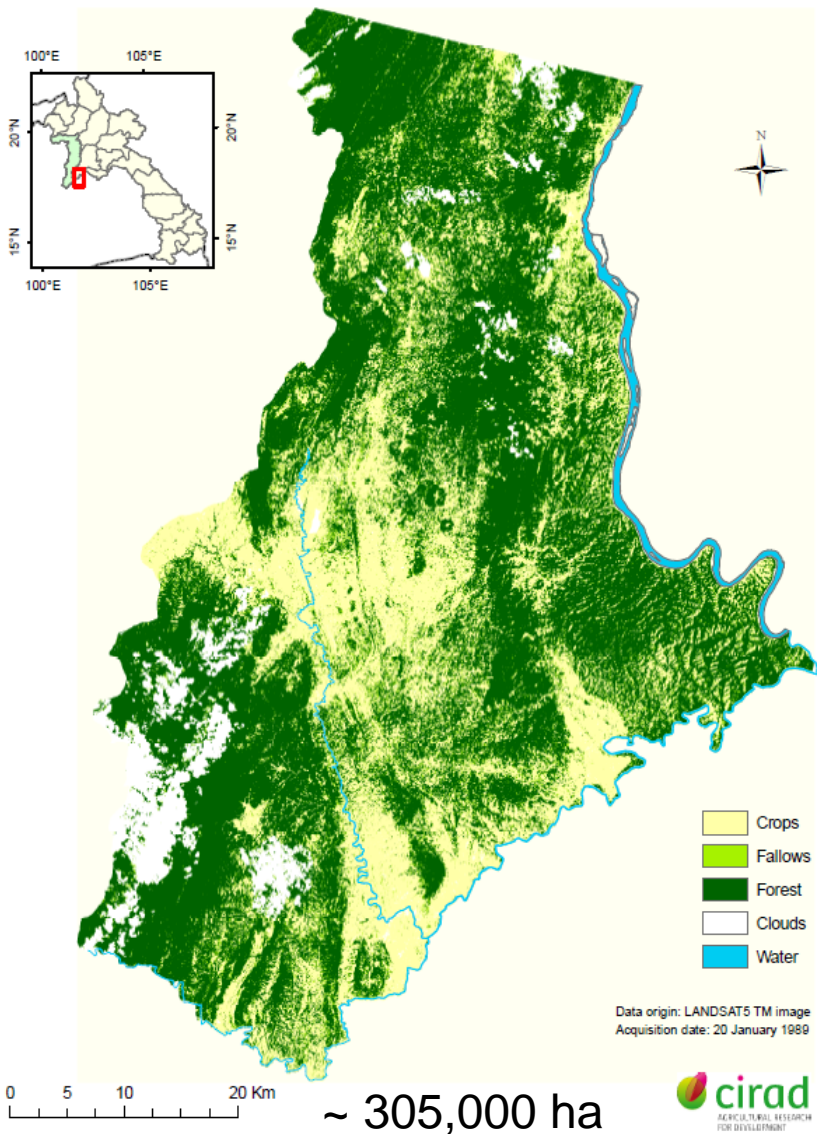 100°E 105°E
20°N 20°N
15°N 15°N
100°E 105°E
N
Crops
Fallows
Forest
Clouds
Water
Data origin: LANDSAT5 TM image
Acquisition date: 20 January 1989
0 5 10 20 Km
~ 305,000 ha
cirad
AGRICULTURAL RESEARCH
FOR DEVELOPMENT